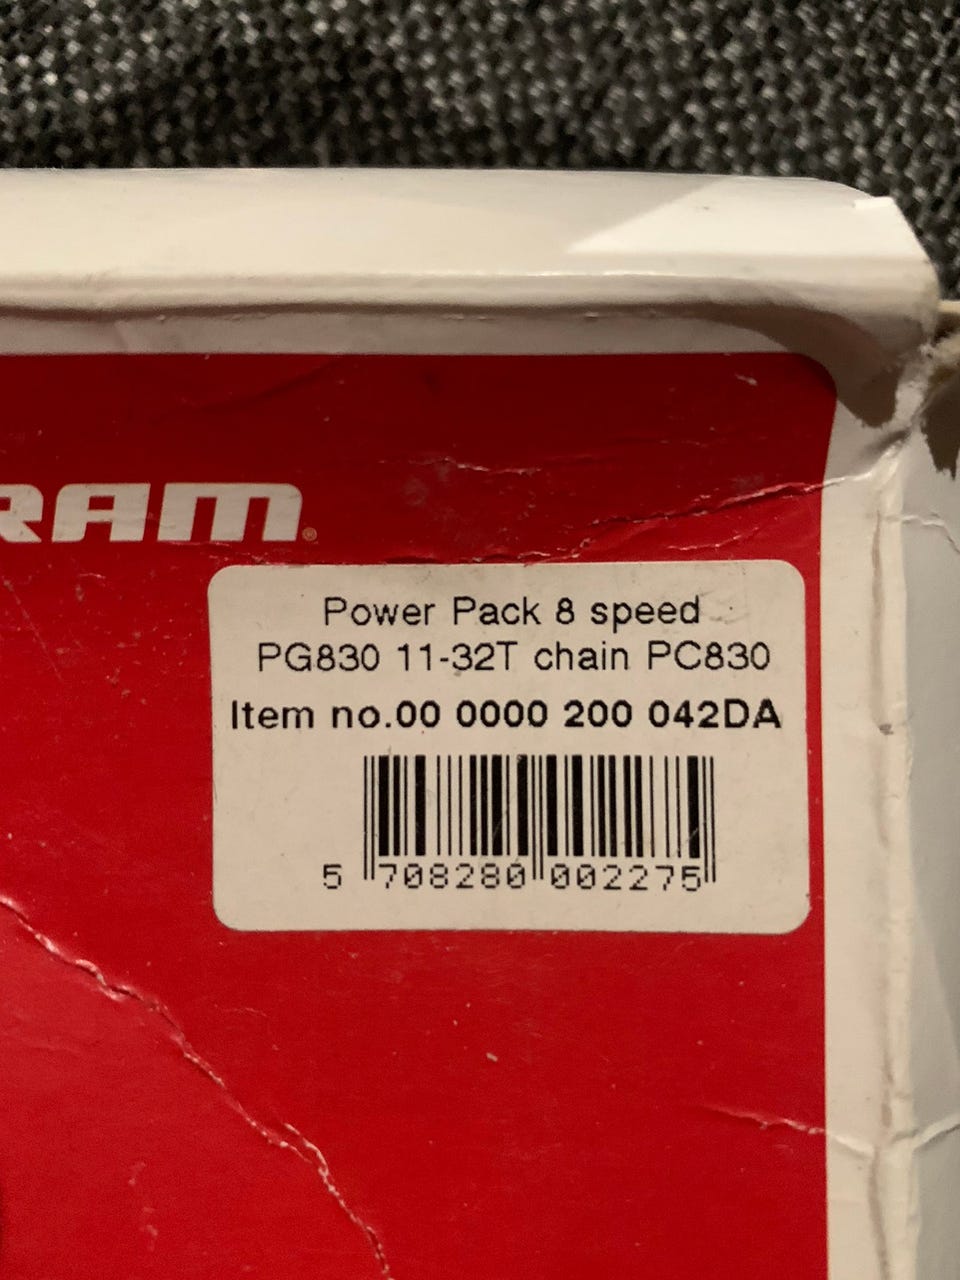 RAM®
Power Pack 8 speed
PG830 11-32T chain PC830
Item no.00 0000 200 042DA
5 708280 002275